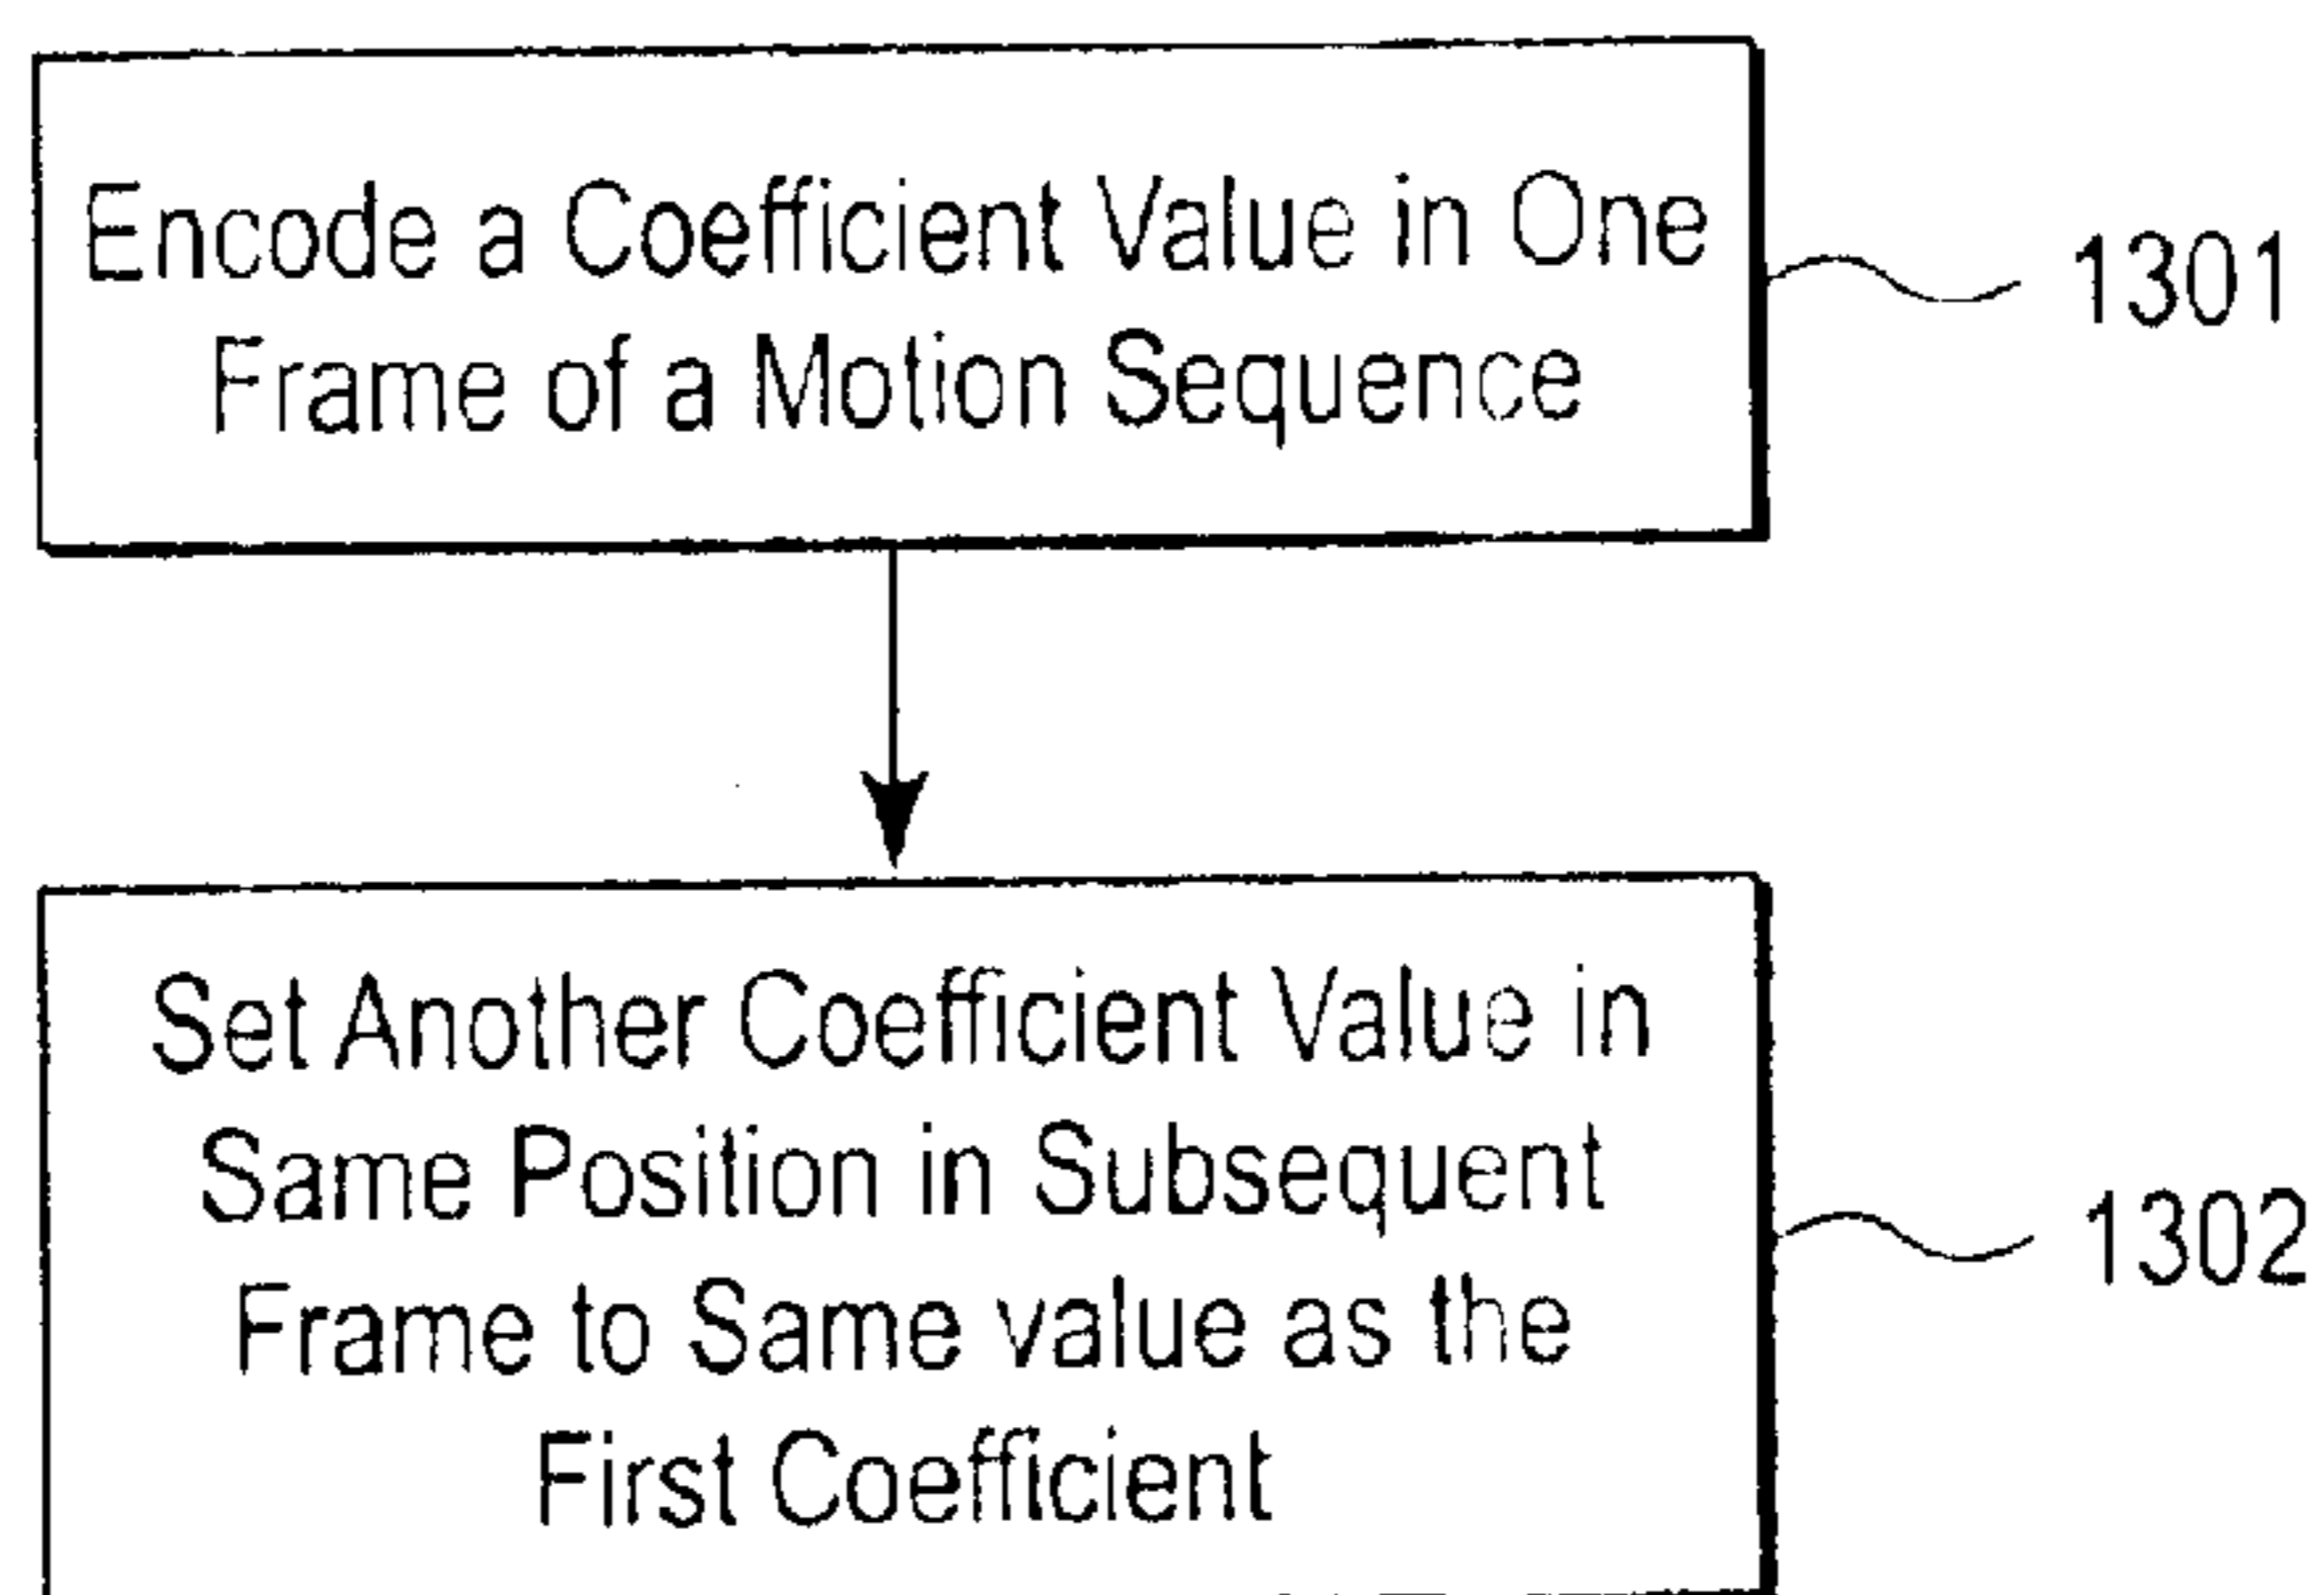 Encode a Coefficient Value in One
Frame of a Motion Sequence
1301
Set Another Coefficient Value in
Same Position in Subsequent
Frame to Same value as the
First Coefficient
1302